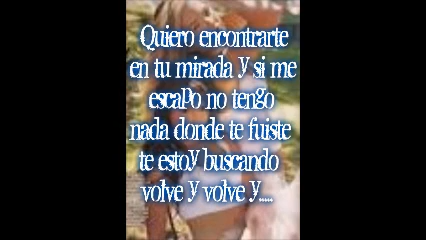 Quiero encontrarte
en tu mirada y si me
escapo no tengo
nada donde te fuiste
te estoy buscando
volve y volve y.....